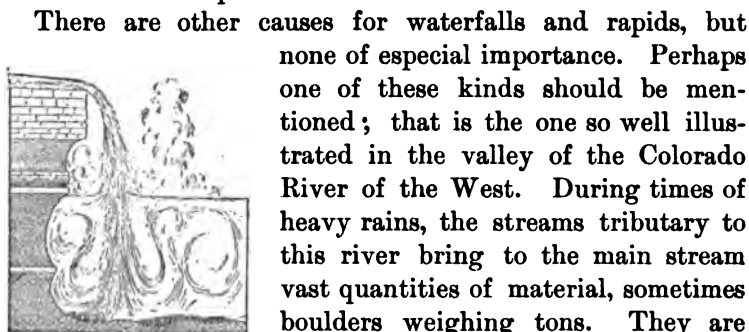 There are other causes for waterfalls and rapids, but
none of especial importance. Perhaps
one of these kinds should be men-
tioned; that is the one so well illus-
trated in the valley of the Colorado
River of the West. During times of
heavy rains, the streams tributary to
this river bring to the main stream
vast quantities of material, sometimes
boulders weighing tons. They are